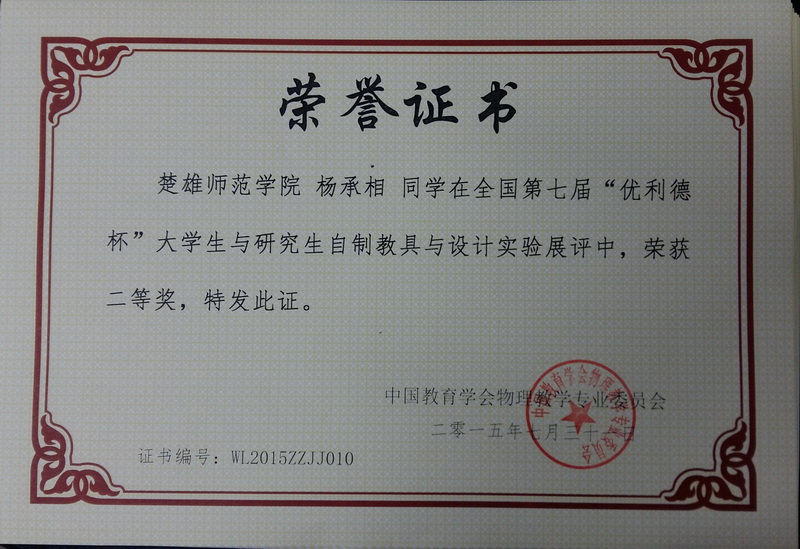 荣誉证书
楚雄师范学院 杨承相 同学在全国第七届“优利德
杯”大学生与研究生自制教具与设计实验展评中，荣获
二等奖，特发此证。
中国教育学会物理教学专业委员会
二零一五年七月三十一日
证书编号：WL2015ZZJJ010